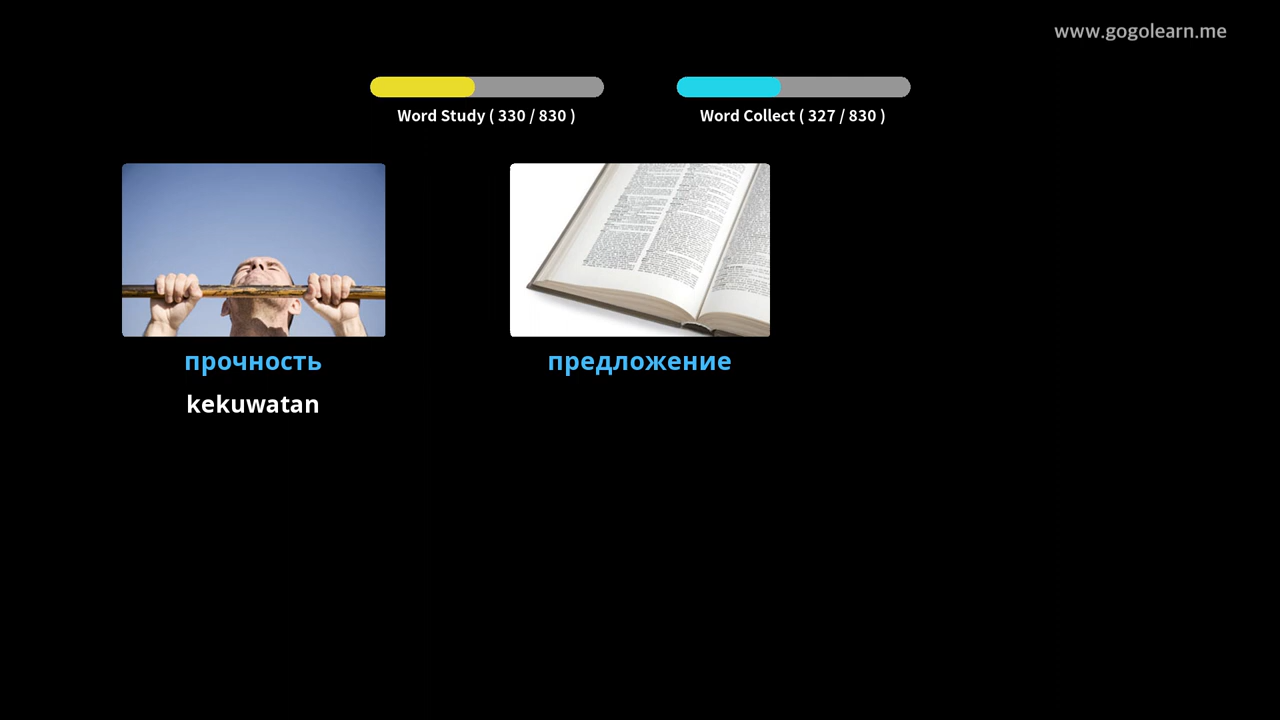 www.gogolearn.me
Word Study ( 330 / 830 )
Word Collect ( 327 / 830 )
прочность
предложение
kekuwatan